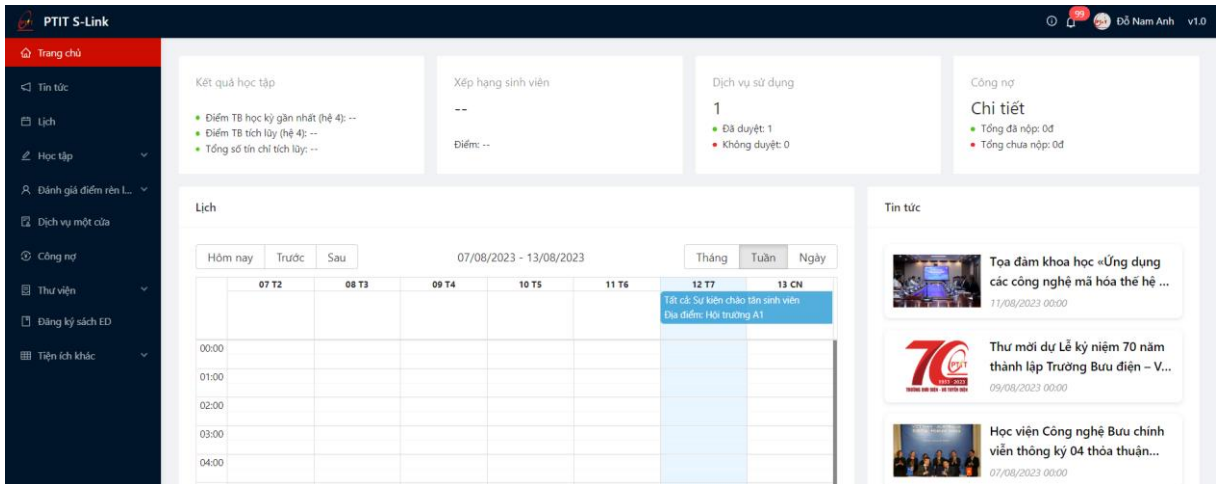 PTIT S-Link
99
Đỗ Nam Anh
v1.0
Trang chủ
Tin tức
Lịch
Học tập
Đánh giá điểm rèn l...
Dịch vụ một cửa
Công nợ
Thư viện
Đăng ký sách ED
Tiện ích khác
Kết quả học tập
Điểm TB học kỳ gần nhất (hệ 4): --
Điểm TB tích lũy (hệ 4): --
Tổng số tín chỉ tích lũy: --
Xếp hạng sinh viên
--
Điểm: --
Dịch vụ sử dụng
1
Đã duyệt: 1
Không duyệt: 0
Công nợ
Chi tiết
Tổng đã nộp: 0đ
Tổng chưa nộp: 0đ
Lịch
Hôm nay Trước Sau
07/08/2023 - 13/08/2023
Tháng Tuần Ngày
07 T2 08 T3 09 T4 10 T5 11 T6 12 T7 13 CN
Tất cả: Sự kiện chào tân sinh viên
Địa điểm: Hội trường A1
00:00
01:00
02:00
03:00
04:00
Tin tức
Tọa đàm khoa học «Ứng dụng
các công nghệ mã hóa thế hệ ...
11/08/2023 00:00
70
PTIT
1953 - 2023
Thư mời dự Lễ kỷ niệm 70 năm
thành lập Trường Bưu điện – V...
09/08/2023 00:00
Học viện Công nghệ Bưu chính
viễn thông ký 04 thỏa thuận...
07/08/2023 00:00